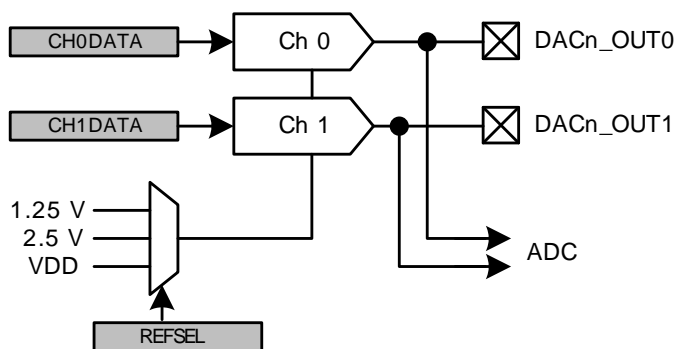 CH0DATA
Ch 0
DACn_OUT0
CH1DATA
Ch 1
DACn_OUT1
1.25 V
2.5 V
VDD
ADC
REFSEL